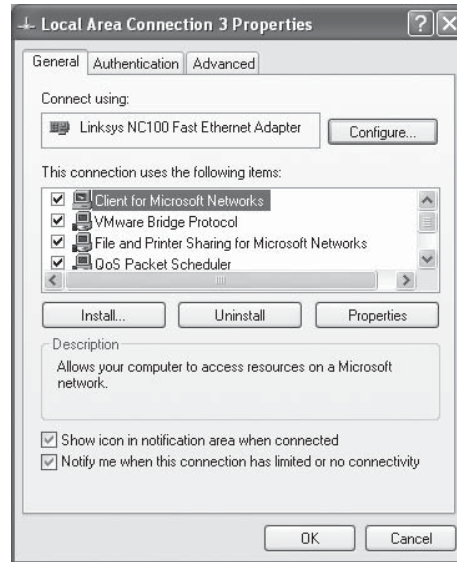 Local Area Connection 3 Properties
General Authentication Advanced
Connect using:
Linksys NC100 Fast Ethernet Adapter
Configure...
This connection uses the following items:
Client for Microsoft Networks
VMware Bridge Protocol
File and Printer Sharing for Microsoft Networks
QoS Packet Scheduler
Install... Uninstall Properties
Description
Allows your computer to access resources on a Microsoft
network.
Show icon in notification area when connected
Notify me when this connection has limited or no connectivity
OK Cancel